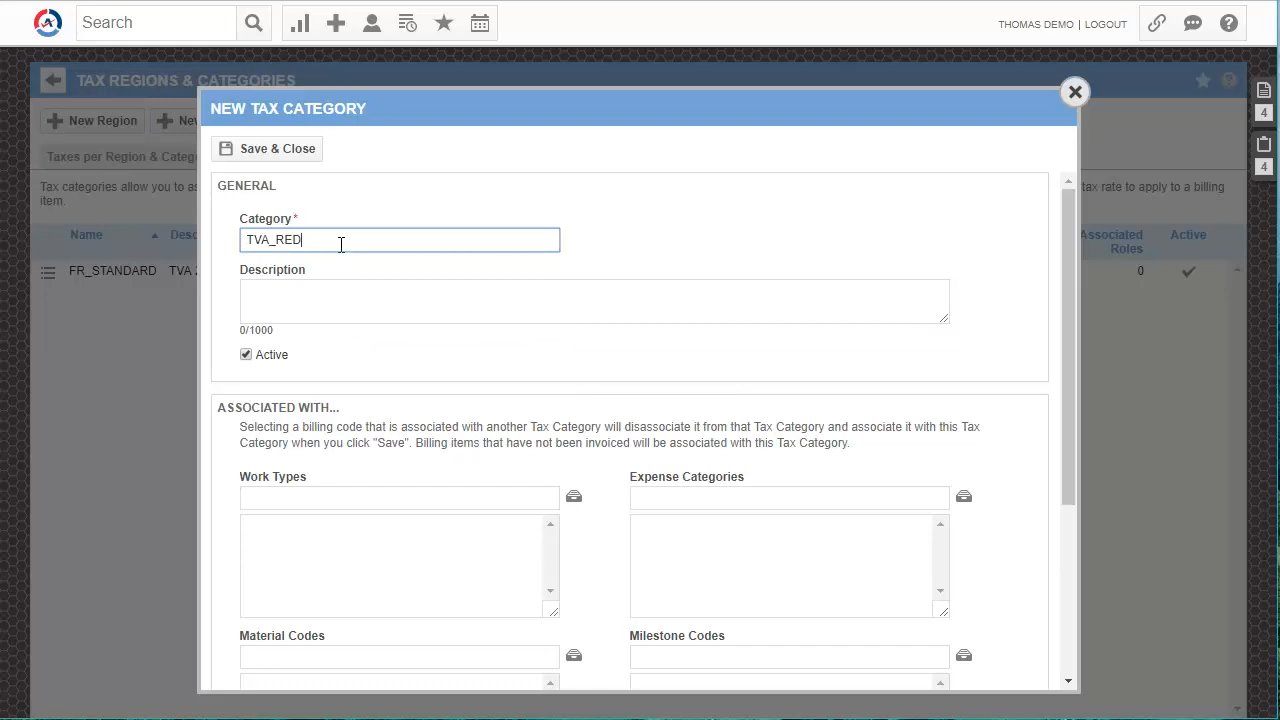 Search
THOMAS DEMO | LOGOUT
TAX REGIONS & CATEGORIES
New Region
Taxes per Region & Categ
Tax categories allow you to as
tax rate to apply to a billing
item.
Name
Associated
Roles
Active
FR_STANDARD
TVA
0
4
4
NEW TAX CATEGORY
Save & Close
GENERAL
Category*
TVA_RED
Description
0/1000
Active
ASSOCIATED WITH...
Selecting a billing code that is associated with another Tax Category will disassociate it from that Tax Category and associate it with this Tax
Category when you click "Save". Billing items that have not been invoiced will be associated with this Tax Category.
Work Types
Expense Categories
Material Codes
Milestone Codes